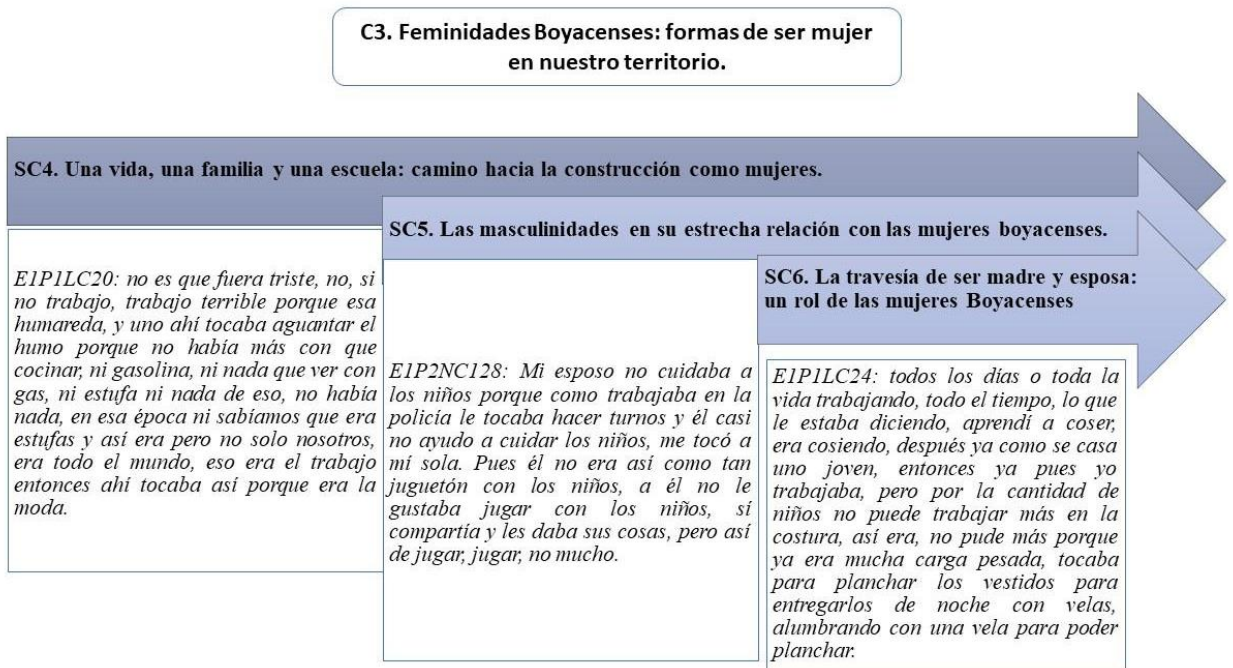 C3. Feminidades Boyacenses: formas de ser mujer
en nuestro territorio.
SC4. Una vida, una familia y una escuela: camino hacia la construcción como mujeres.
E1P1LC20: no es que fuera triste, no, si
no trabajo, trabajo terrible porque esa
humareda, y uno ahí tocaba aguantar el
humo porque no había más con que
cocinar, ni gasolina, ni nada que ver con
gas, ni estufa ni nada de eso, no había
nada, en esa época ni sabíamos que era
estufas y así era pero no solo nosotros,
era todo el mundo, eso era el trabajo
entonces ahí tocaba así porque era la
moda.
SC5. Las masculinidades en su estrecha relación con las mujeres boyacenses.
E1P2NC128: Mi esposo no cuidaba a
los niños porque como trabajaba en la
policía le tocaba hacer turnos y él casi
no ayudo a cuidar los niños, me tocó a
mí sola. Pues él no era así como tan
juguetón con los niños, a él no le
gustaba jugar con los niños, sí
compartía y les daba sus cosas, pero así
de jugar, jugar, no mucho.
SC6. La travesía de ser madre y esposa:
un rol de las mujeres Boyacenses
E1P1LC24: todos los días o toda la
vida trabajando, todo el tiempo, lo que
le estaba diciendo, aprendí a coser,
era cosiendo, después ya como se casa
uno joven, entonces ya pues yo
trabajaba, pero por la cantidad de
niños no puede trabajar más en la
costura, así era, no pude más porque
ya era mucha carga pesada, tocaba
para planchar los vestidos para
entregarlos de noche con velas,
alumbrando con una vela para poder
planchar.